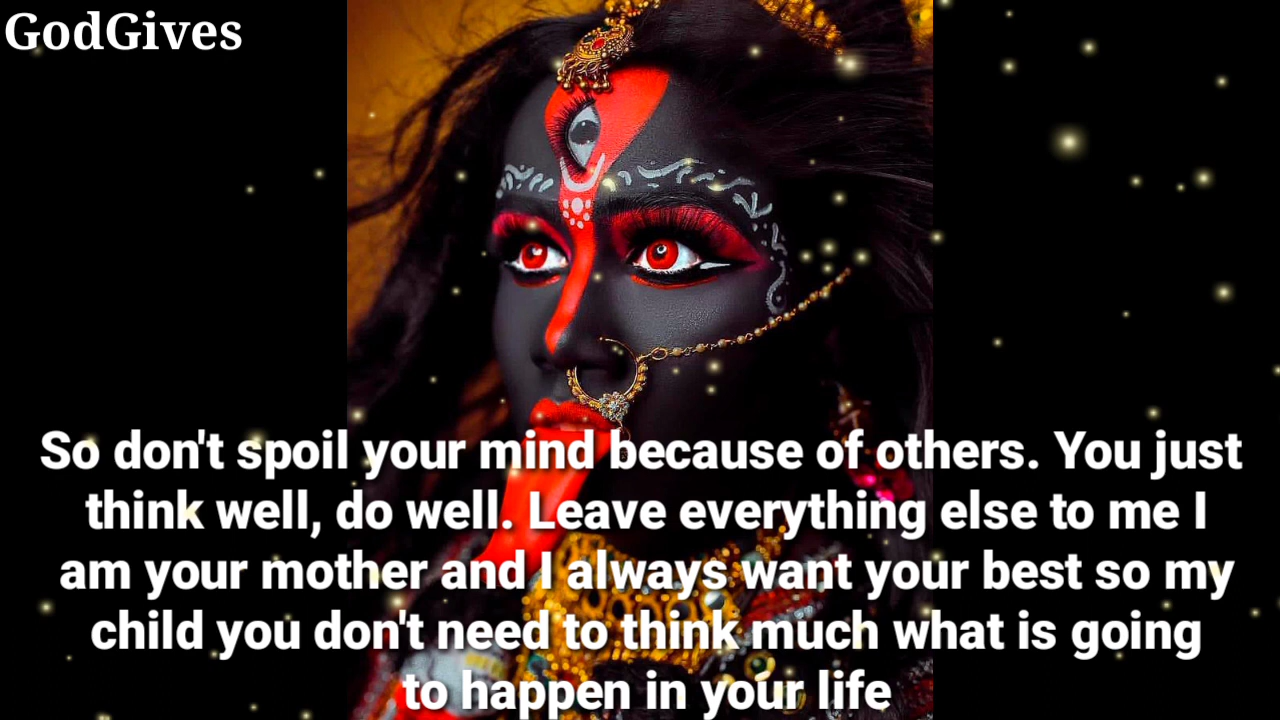 GodGives
So don't spoil your mind because of others. You just
think well, do well. Leave everything else to me I
am your mother and I always want your best so my
child you don't need to think much what is going
to happen in your life